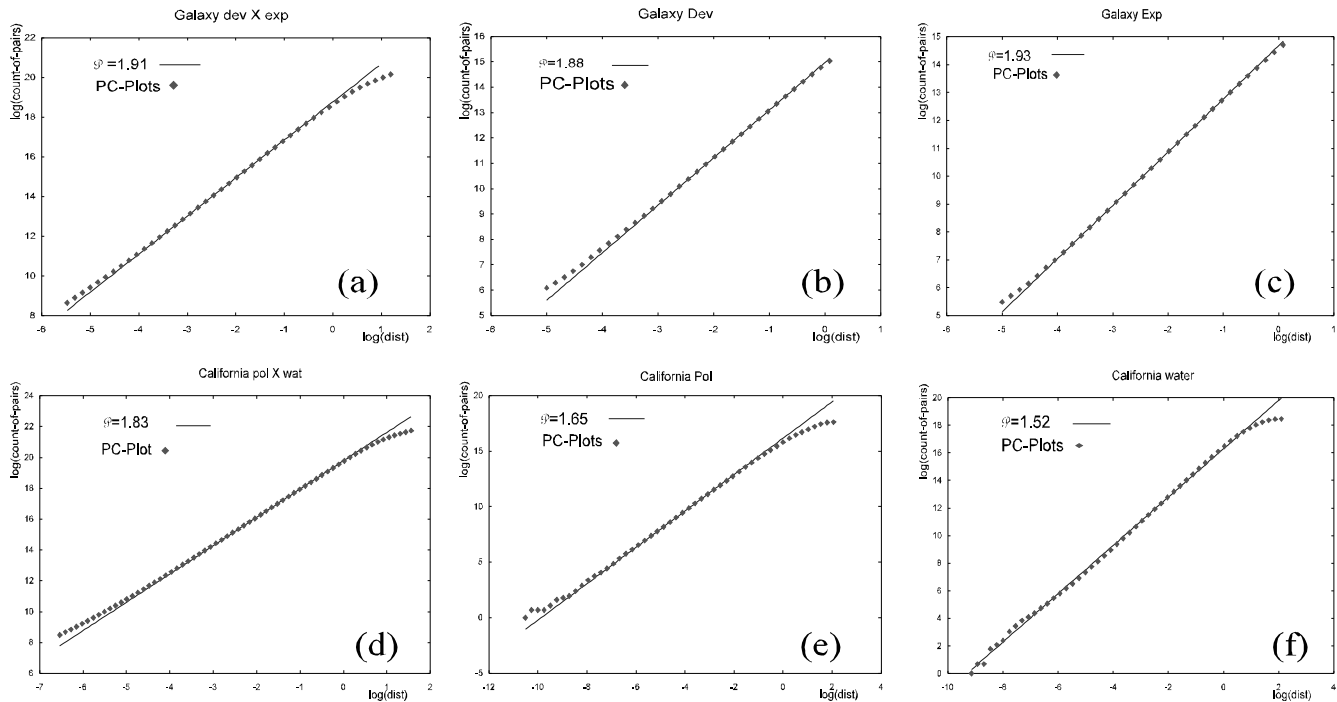 Galaxy dev X exp
log(count-of-pairs)
22
20
18
16
14
12
10
8
𝒫=1.91
PC-Plots
(a)
-6 -5 -4 -3 -2 -1 0 1 2
log(dist)
Galaxy Dev
log(count-of-pairs)
16
15
14
13
12
11
10
9
8
7
6
5
𝒫=1.88
PC-Plots
(b)
-6 -5 -4 -3 -2 -1 0 1
log(dist)
Galaxy Exp
log(count-of-pairs)
15
14
13
12
11
10
9
8
7
6
5
𝒫=1.93
PC-Plots
(c)
-6 -5 -4 -3 -2 -1 0 1
log(dist)
California pol X wat
log(count-of-pairs)
24
22
20
18
16
14
12
10
8
6
𝒫=1.83
PC-Plot
(d)
-7 -6 -5 -4 -3 -2 -1 0 1 2
log(dist)
California Pol
log(count-of-pairs)
20
15
10
5
0
-5
𝒫=1.65
PC-Plots
(e)
-12 -10 -8 -6 -4 -2 0 2 4
log(dist)
California water
log(count-of-pairs)
20
18
16
14
12
10
8
6
4
2
0
𝒫=1.52
PC-Plots
(f)
-10 -8 -6 -4 -2 0 2 4
log(dist)